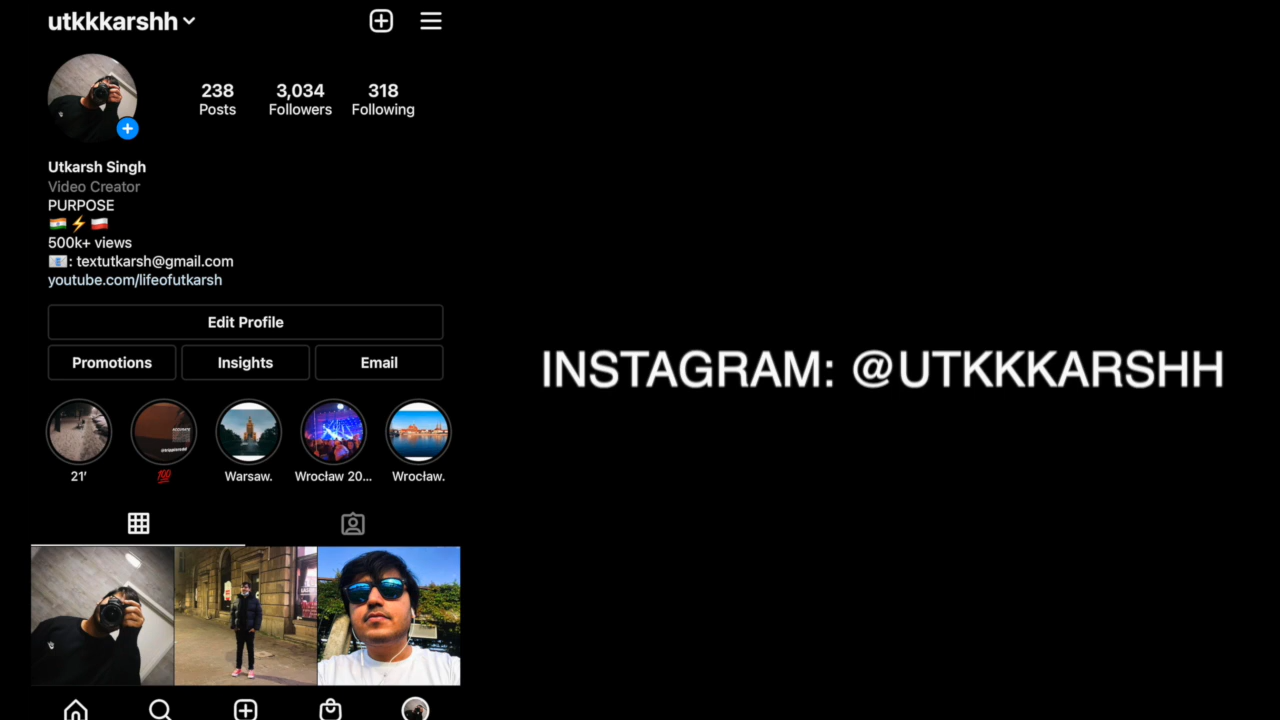 utkkkarshh
238 3,034 318
Posts Followers Following
Utkarsh Singh
Video Creator
PURPOSE
🇮🇳⚡🇵🇱
500k+ views
📧: textutkarsh@gmail.com
youtube.com/lifeofutkarsh
Edit Profile
Promotions Insights Email
21’ 💯 Warsaw. Wrocław 20... Wrocław.
INSTAGRAM: @UTKKKARSHH